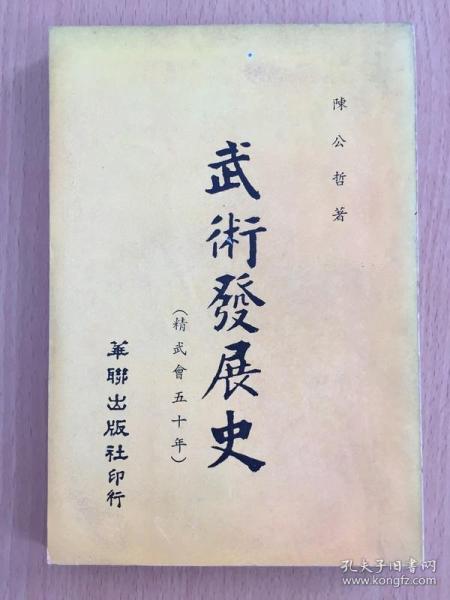 陳公哲著
武術發展史
(精武會五十年)
華聯出版社印行
孔夫子旧书网
www.kongfz.com